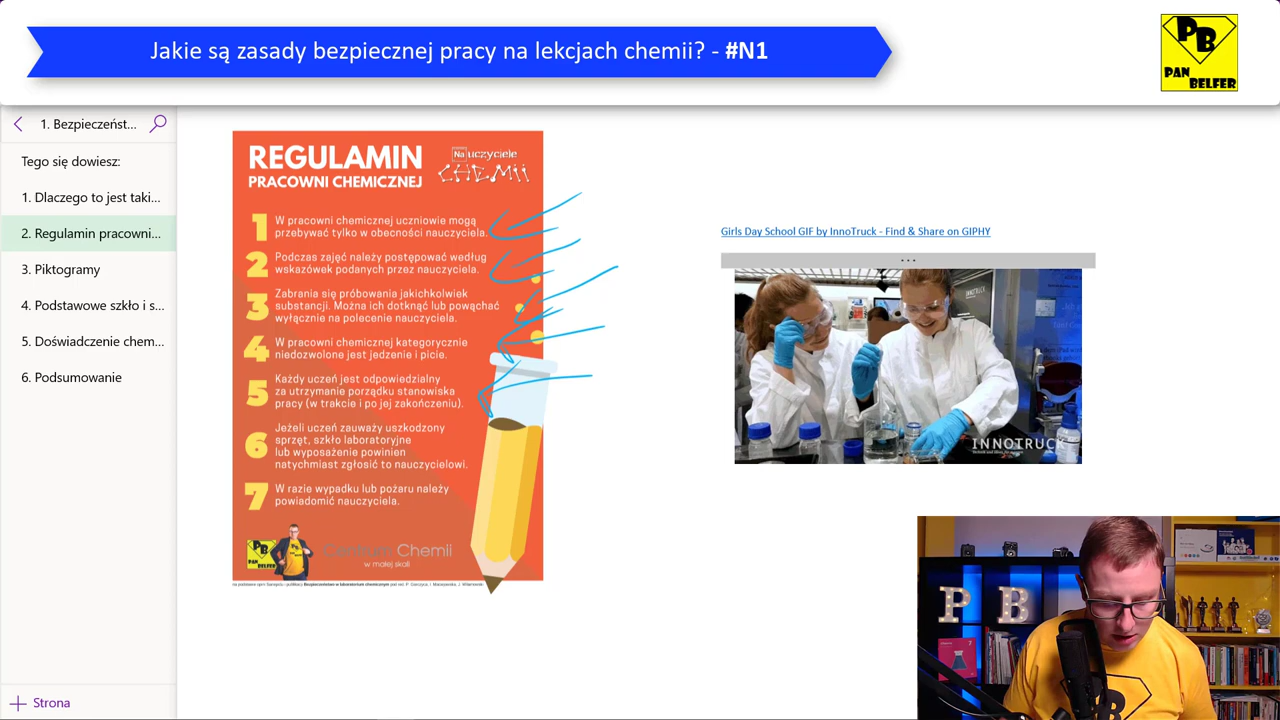 Jakie są zasady bezpiecznej pracy na lekcjach chemii? - #N1
PB
PAN
BELFER
1. Bezpieczeńst...
Tego się dowiesz:
1. Dlaczego to jest taki...
2. Regulamin pracowni...
3. Piktogramy
4. Podstawowe szkło i s...
5. Doświadczenie chem...
6. Podsumowanie
Strona
REGULAMIN
PRACOWNI CHEMICZNEJ
Nauczyciele
CHEMII
1 W pracowni chemicznej uczniowie mogą
przebywać tylko w obecności nauczyciela.
2 Podczas zajęć należy postępować według
wskazówek podanych przez nauczyciela.
3 Zabrania się próbowania jakichkolwiek
substancji. Można ich dotknąć lub powąchać
wyłącznie na polecenie nauczyciela.
4 W pracowni chemicznej kategorycznie
niedozwolone jest jedzenie i picie.
5 Każdy uczeń jest odpowiedzialny
za utrzymanie porządku stanowiska
pracy (w trakcie i po jej zakończeniu).
6 Jeżeli uczeń zauważy uszkodzony
sprzęt, szkło laboratoryjne
lub wyposażenie powinien
natychmiast zgłosić to nauczycielowi.
7 W razie wypadku lub pożaru należy
powiadomić nauczyciela.
PB
PAN
BELFER
Centrum Chemii
w małej skali
Girls Day School GIF by InnoTruck - Find & Share on GIPHY
INNOTRUCK
P B